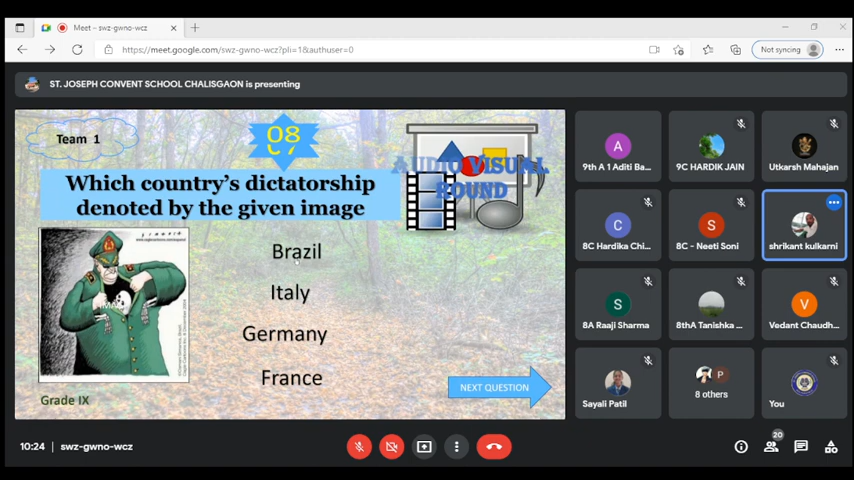 Meet – swz-gwno-wcz
https://meet.google.com/swz-gwno-wcz?pli=1&authuser=0
Not syncing
ST. JOSEPH CONVENT SCHOOL CHALISGAON is presenting
Team 1
08
AUDIO VISUAL
ROUND
Which country's dictatorship
denoted by the given image
Brazil
Italy
Germany
France
NEXT QUESTION
Grade IX
A
9th A 1 Aditi Ba...
9C HARDIK JAIN
Utkarsh Mahajan
C
8C Hardika Chi...
S
8C - Neeti Soni
shrikant kulkarni
S
8A Raaji Sharma
8thA Tanishka ...
V
Vedant Chaudh...
Sayali Patil
P
8 others
You
10:24 | swz-gwno-wcz
20